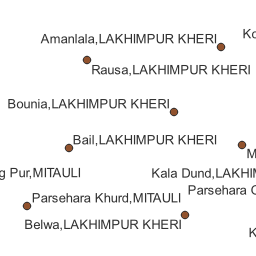 Ko
Amanlala,LAKHIMPUR KHERI
Rausa,LAKHIMPUR KHERI
Bounia,LAKHIMPUR KHERI
Bail,LAKHIMPUR KHERI
M
g Pur,MITAULI
Kala Dund,LAKHIM
Parsehara
Parsehara Khurd,MITAULI
Belwa,LAKHIMPUR KHERI
K